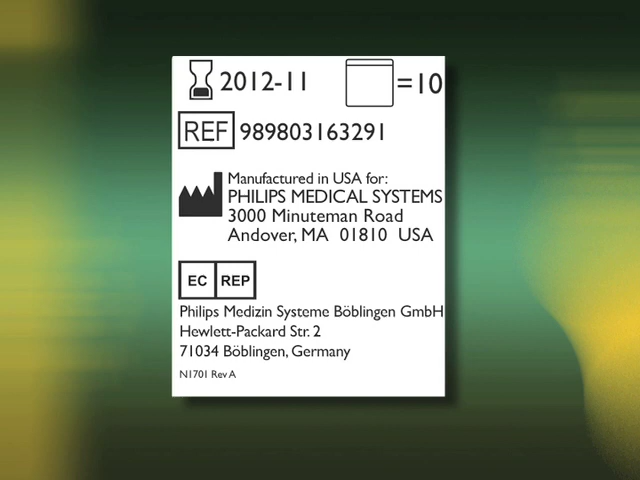 2012-11 =10
REF 989803163291
Manufactured in USA for:
PHILIPS MEDICAL SYSTEMS
3000 Minuteman Road
Andover, MA 01810 USA
EC REP
Philips Medizin Systeme Böblingen GmbH
Hewlett-Packard Str. 2
71034 Böblingen, Germany
N1701 Rev A